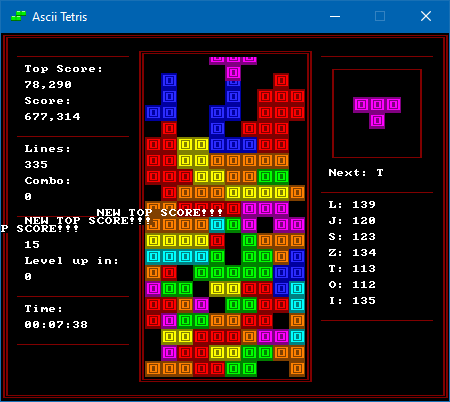 Ascii Tetris
Top Score:
78,290
Score:
677,314
Lines:
335
Combo:
0
NEW TOP SCORE!!!
NEW TOP SCORE!!!
P SCORE!!!
15
Level up in:
0
Time:
00:07:38
Next: T
L: 139
J: 120
S: 123
Z: 134
T: 113
O: 112
I: 135